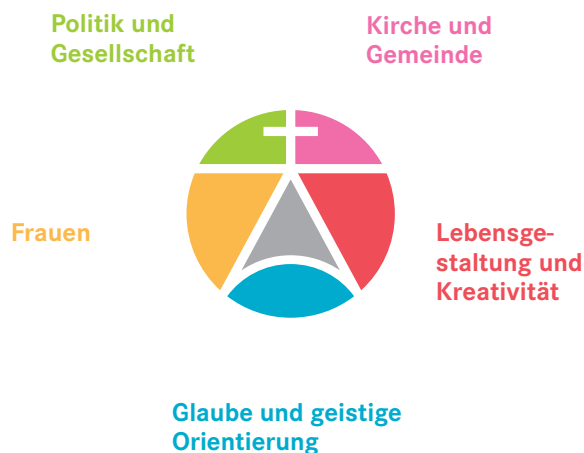 Politik und
Gesellschaft
Kirche und
Gemeinde
Frauen
Lebensge-
staltung und
Kreativität
Glaube und geistige
Orientierung